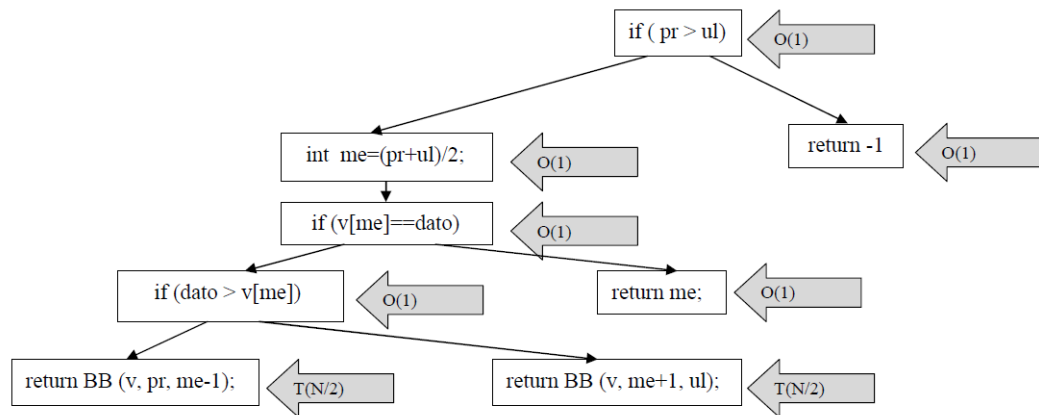 if ( pr > ul)
O(1)
int me=(pr+ul)/2;
O(1)
return -1
O(1)
if (v[me]==dato)
O(1)
if (dato > v[me])
O(1)
return me;
O(1)
return BB (v, pr, me-1);
T(N/2)
return BB (v, me+1, ul);
T(N/2)